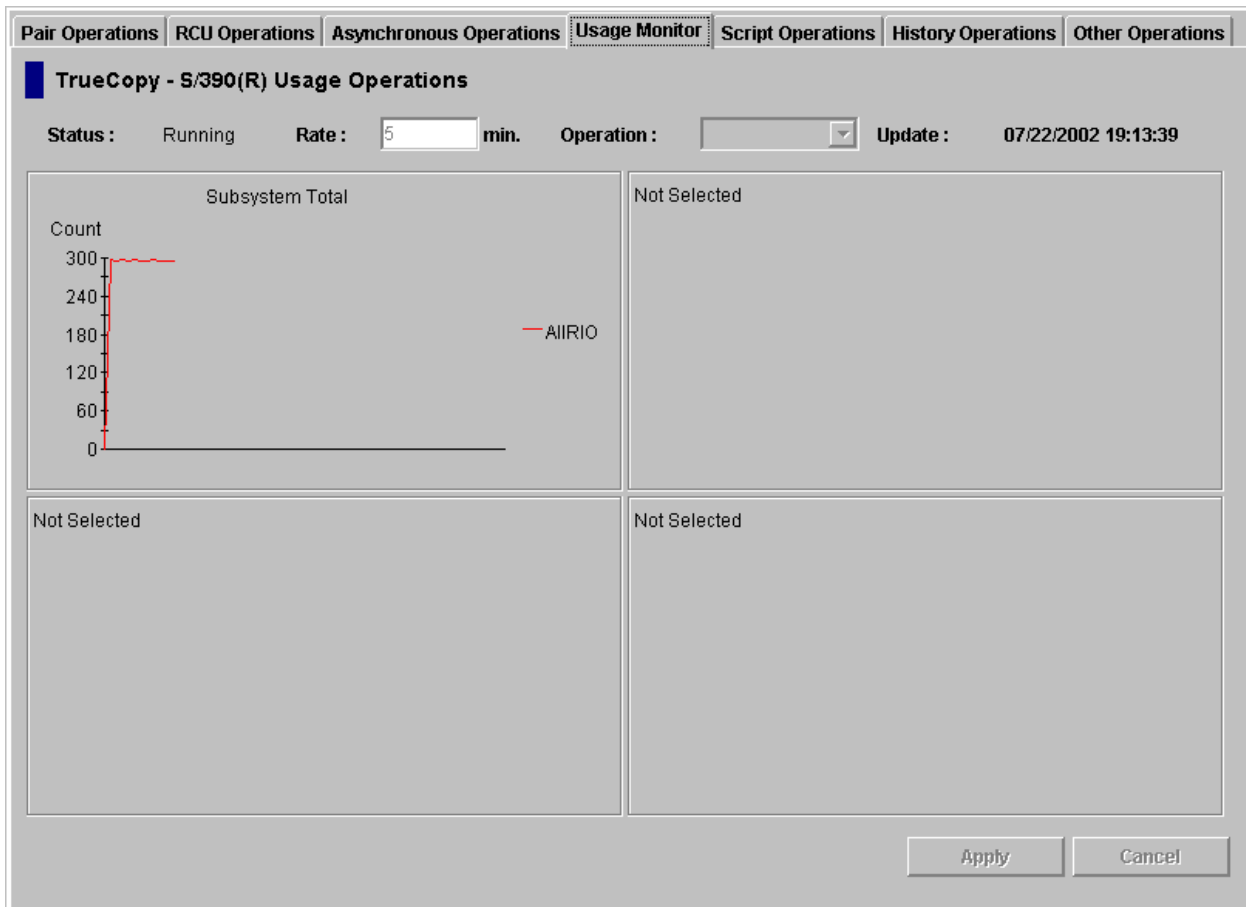 Pair Operations RCU Operations Asynchronous Operations Usage Monitor Script Operations History Operations Other Operations
TrueCopy - S/390(R) Usage Operations
Status : Running Rate : 5 min. Operation : Update : 07/22/2002 19:13:39
Subsystem Total
Count
300
240
180
120
60
0
AllRIO
Not Selected
Not Selected
Not Selected
Apply Cancel